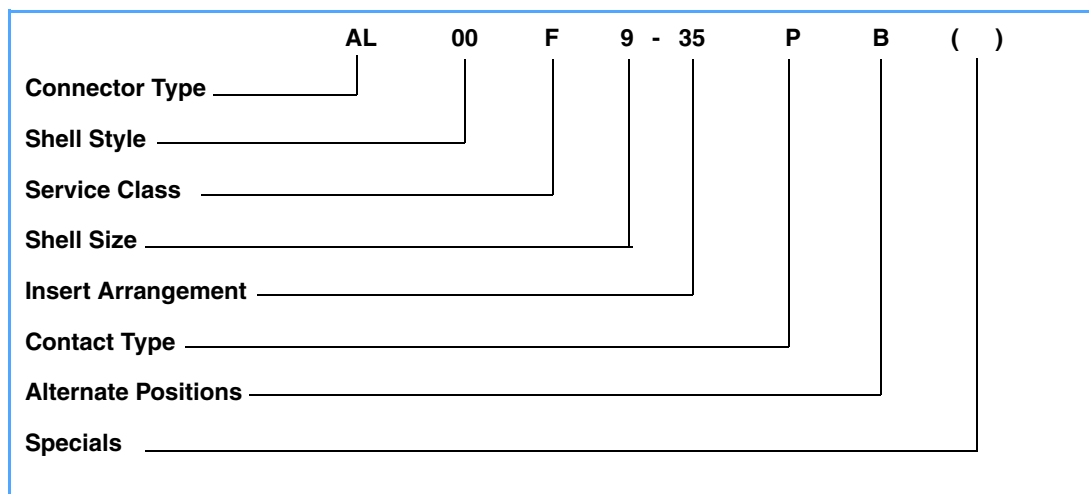 AL 00 F 9 - 35 P B ( )
Connector Type
Shell Style
Service Class
Shell Size
Insert Arrangement
Contact Type
Alternate Positions
Specials